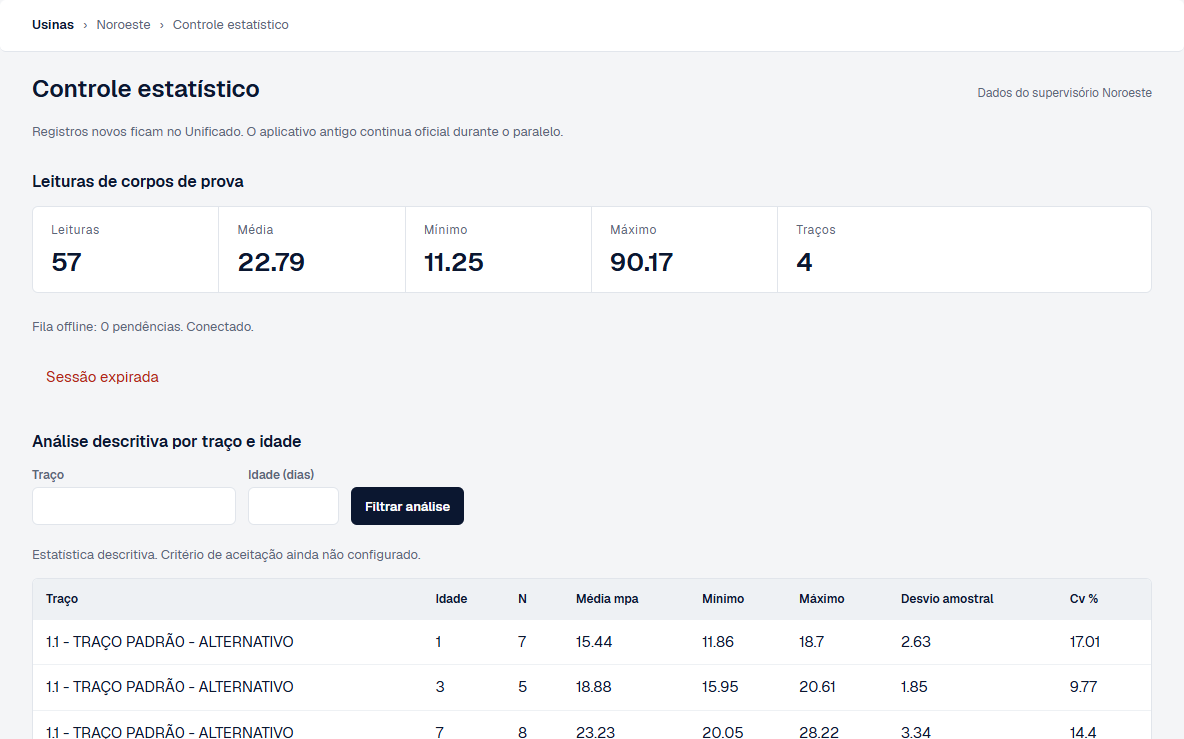 Usinas › Noroeste › Controle estatístico
Controle estatístico
Dados do supervisório Noroeste
Registros novos ficam no Unificado. O aplicativo antigo continua oficial durante o paralelo.
Leituras de corpos de prova
Leituras Média Mínimo Máximo Traços
57 22.79 11.25 90.17 4
Fila offline: 0 pendências. Conectado.
Sessão expirada
Análise descritiva por traço e idade
Traço Idade (dias)
Filtrar análise
Estatística descritiva. Critério de aceitação ainda não configurado.
Traço Idade N Média mpa Mínimo Máximo Desvio amostral Cv %
1.1 - TRAÇO PADRÃO - ALTERNATIVO 1 7 15.44 11.86 18.7 2.63 17.01
1.1 - TRAÇO PADRÃO - ALTERNATIVO 3 5 18.88 15.95 20.61 1.85 9.77
1.1 - TRAÇO PADRÃO - ALTERNATIVO 7 8 23.23 20.05 28.22 3.34 14.4